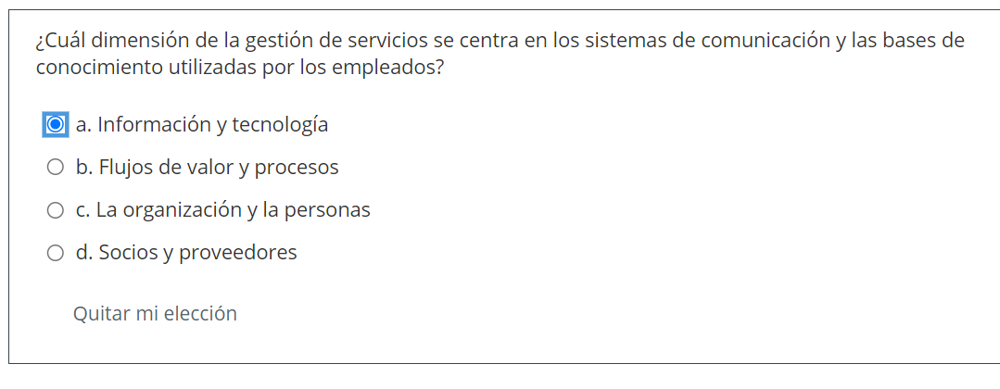 ¿Cuál dimensión de la gestión de servicios se centra en los sistemas de comunicación y las bases de
conocimiento utilizadas por los empleados?
a. Información y tecnología
b. Flujos de valor y procesos
c. La organización y la personas
d. Socios y proveedores
Quitar mi elección